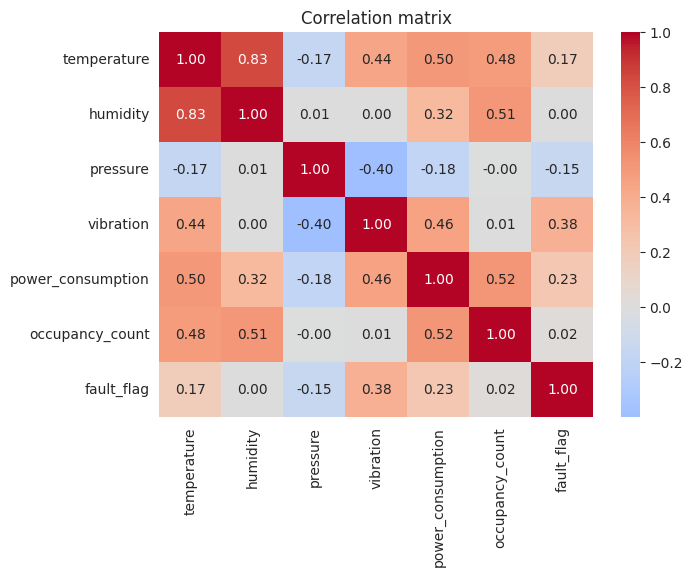 Correlation matrix
temperature 1.00 0.83 -0.17 0.44 0.50 0.48 0.17
humidity 0.83 1.00 0.01 0.00 0.32 0.51 0.00
pressure -0.17 0.01 1.00 -0.40 -0.18 -0.00 -0.15
vibration 0.44 0.00 -0.40 1.00 0.46 0.01 0.38
power_consumption 0.50 0.32 -0.18 0.46 1.00 0.52 0.23
occupancy_count 0.48 0.51 -0.00 0.01 0.52 1.00 0.02
fault_flag 0.17 0.00 -0.15 0.38 0.23 0.02 1.00
temperature
humidity
pressure
vibration
power_consumption
occupancy_count
fault_flag
1.0
0.8
0.6
0.4
0.2
0.0
−0.2